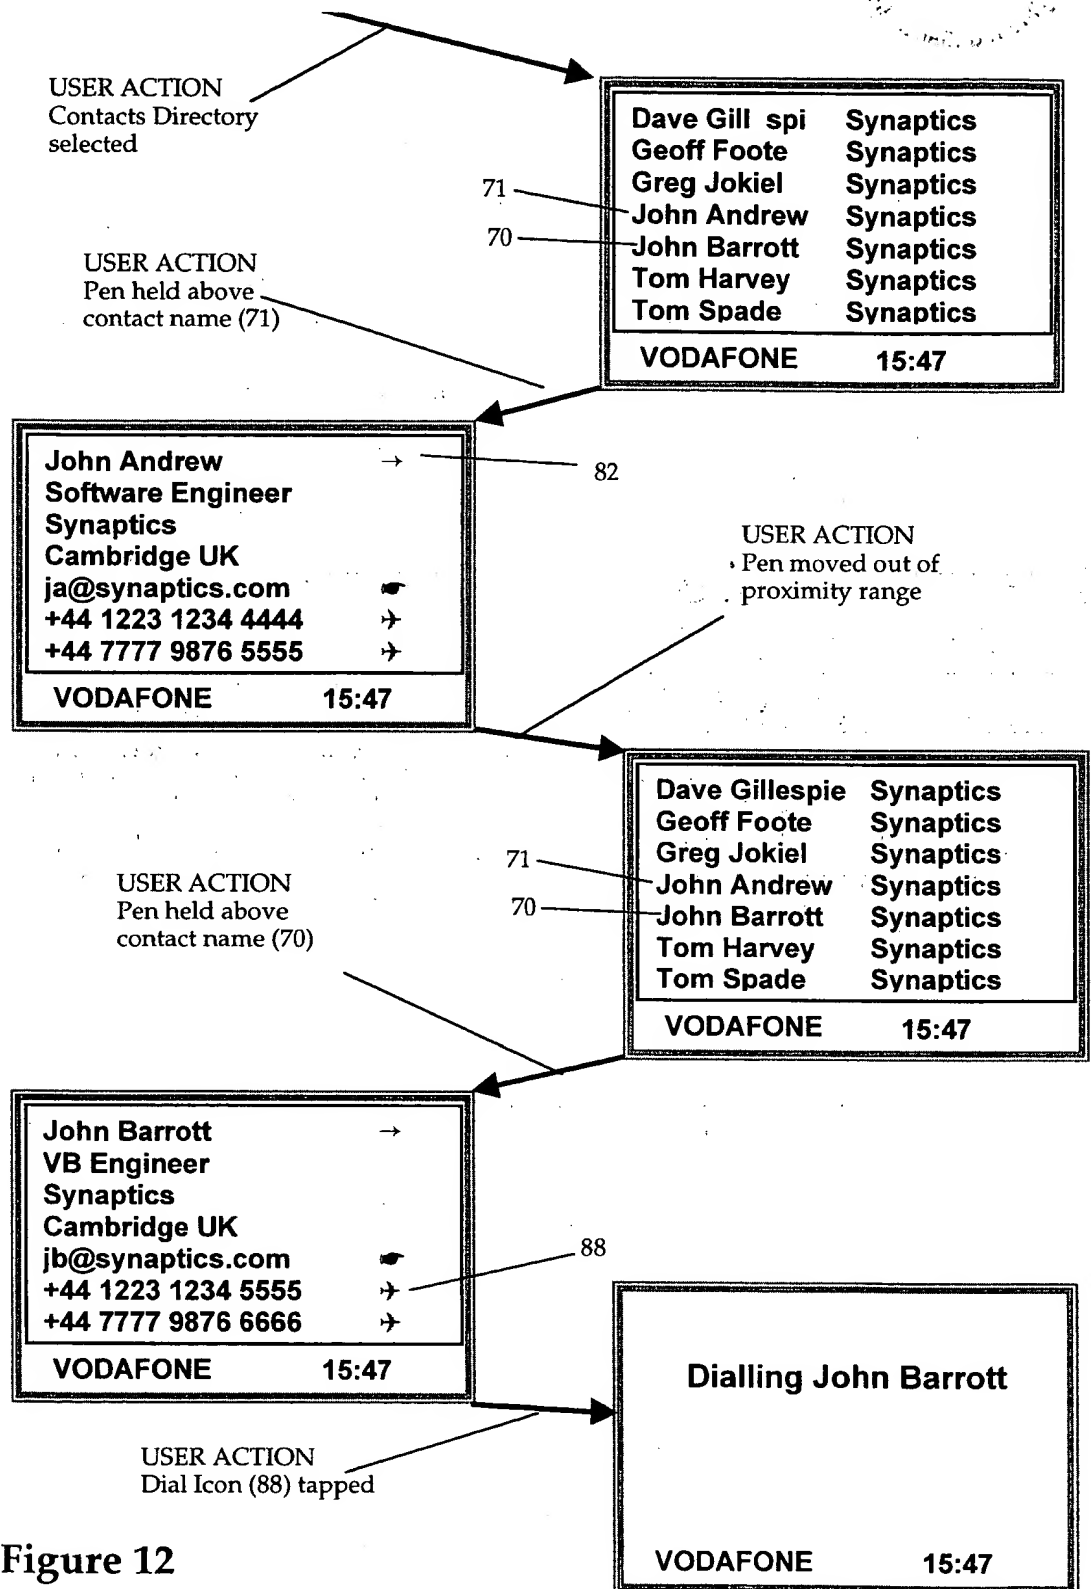 USER ACTION
Contacts Directory
selected
Dave Gill spi Synaptics
Geoff Foote Synaptics
Greg Jokiel Synaptics
John Andrew Synaptics
John Barrott Synaptics
Tom Harvey Synaptics
Tom Spade Synaptics
VODAFONE 15:47
71
70
USER ACTION
Pen held above
contact name (71)
John Andrew →
Software Engineer
Synaptics
Cambridge UK
ja@synaptics.com
+44 1223 1234 4444
+44 7777 9876 5555
VODAFONE 15:47
82
USER ACTION
Pen moved out of
proximity range
Dave Gillespie Synaptics
Geoff Foote Synaptics
Greg Jokiel Synaptics
John Andrew Synaptics
John Barrott Synaptics
Tom Harvey Synaptics
Tom Spade Synaptics
VODAFONE 15:47
71
70
USER ACTION
Pen held above
contact name (70)
John Barrott →
VB Engineer
Synaptics
Cambridge UK
jb@synaptics.com
+44 1223 1234 5555
+44 7777 9876 6666
VODAFONE 15:47
88
Dialling John Barrott
VODAFONE 15:47
USER ACTION
Dial Icon (88) tapped
Figure 12